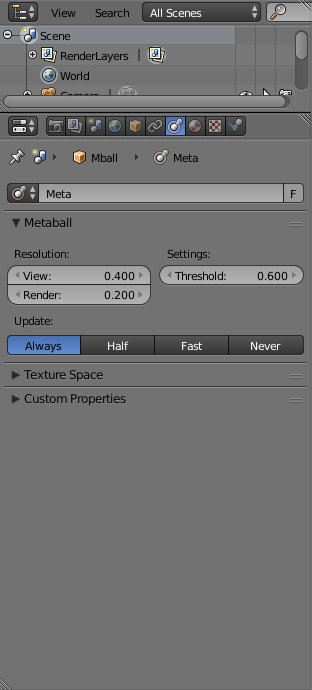 View Search All Scenes
Scene
RenderLayers |
World
Camera
Mball Meta
Meta F
Metaball
Resolution: Settings:
View: 0.400 Threshold: 0.600
Render: 0.200
Update:
Always Half Fast Never
Texture Space
Custom Properties